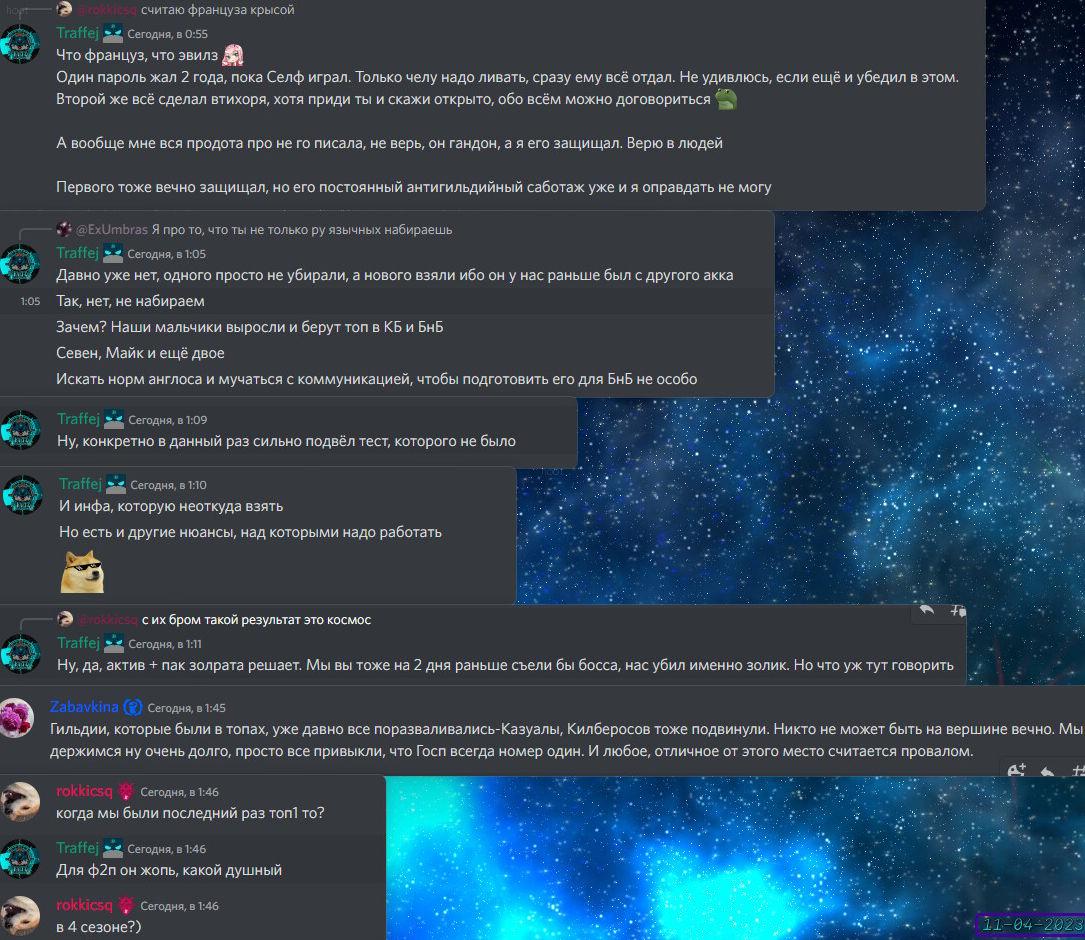 @rokkicsq считаю француза крысой
Traffej Сегодня, в 0:55
Что француз, что эвилз
Один пароль жал 2 года, пока Селф играл. Только челу надо ливать, сразу ему всё отдал. Не удивлюсь, если ещё и убедил в этом.
Второй же всё сделал втихоря, хотя приди ты и скажи открыто, обо всём можно договориться
А вообще мне вся продота про не го писала, не верь, он гандон, а я его защищал. Верю в людей
Первого тоже вечно защищал, но его постоянный антигильдийный саботаж уже и я оправдать не могу
@ExUmbras Я про то, что ты не только ру язычных набираешь
Traffej Сегодня, в 1:05
Давно уже нет, одного просто не убирали, а нового взяли ибо он у нас раньше был с другого акка
1:05 Так, нет, не набираем
Зачем? Наши мальчики выросли и берут топ в КБ и БнБ
Севен, Майк и ещё двое
Искать норм англоса и мучаться с коммуникацией, чтобы подготовить его для БнБ не особо
Traffej Сегодня, в 1:09
Ну, конкретно в данный раз сильно подвёл тест, которого не было
Traffej Сегодня, в 1:10
И инфа, которую неоткуда взять
Но есть и другие нюансы, над которыми надо работать
@rokkicsq с их бром такой результат это космос
Traffej Сегодня, в 1:11
Ну, да, актив + пак золрата решает. Мы вы тоже на 2 дня раньше съели бы босса, нас убил именно золик. Но что уж тут говорить
Zabavkina Сегодня, в 1:45
Гильдии, которые были в топах, уже давно все поразваливались-Казуалы, Килберосов тоже подвинули. Никто не может быть на вершине вечно. Мы
держимся ну очень долго, просто все привыкли, что Госп всегда номер один. И любое, отличное от этого место считается провалом.
rokkicsq Сегодня, в 1:46
когда мы были последний раз топ1 то?
Traffej Сегодня, в 1:46
Для ф2п он жопь, какой душный
rokkicsq Сегодня, в 1:46
в 4 сезоне?)
11-04-2023